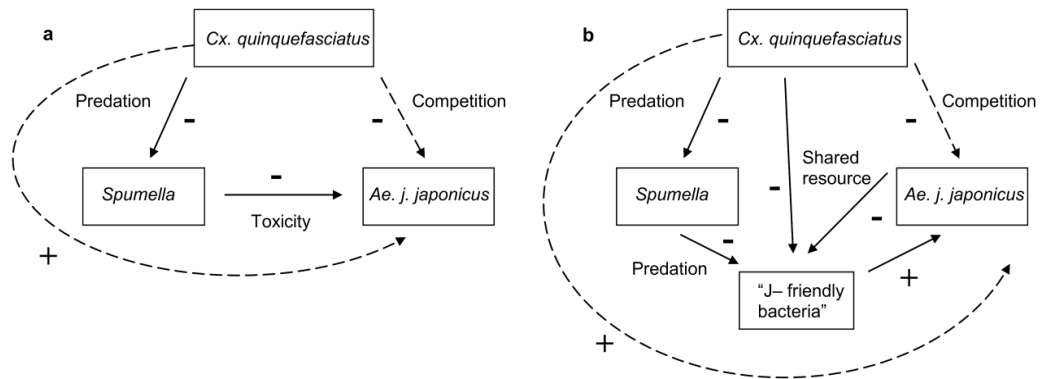 a
Cx. quinquefasciatus
Predation
-
-
Competition
Spumella
-
Toxicity
Ae. j. japonicus
+
b
Cx. quinquefasciatus
Predation
-
-
Competition
Shared
resource
Spumella
-
Ae. j. japonicus
-
-
Predation
+
"J– friendly
bacteria"
+